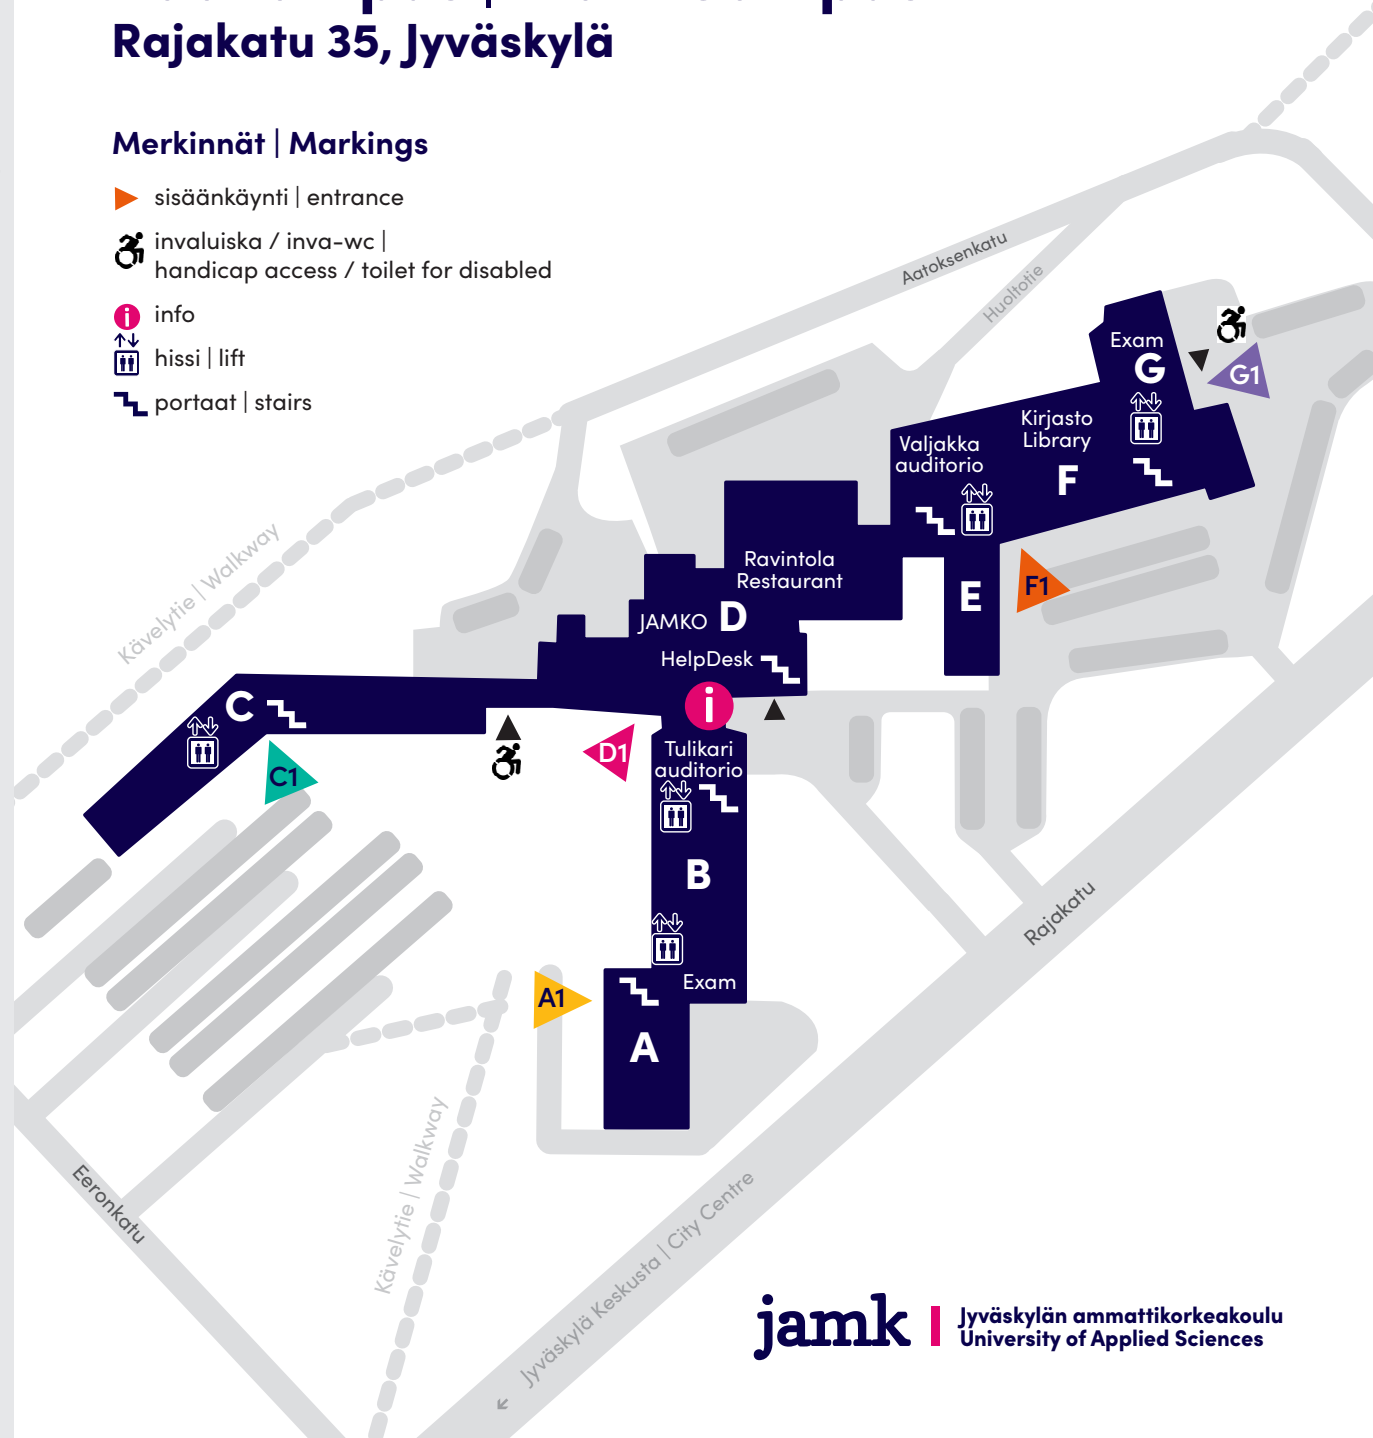 Rajakatu 35, Jyväskylä
Merkinnät | Markings
sisäänkäynti | entrance
invaluiska / inva-wc |
handicap access / toilet for disabled
info
hissi | lift
portaat | stairs
Aatoksenkatu
Huoltotie
Exam
G
G1
Kirjasto
Library
F
Valjakka
auditorio
Kävelytie | Walkway
Ravintola
Restaurant
E
F1
JAMKO
D
HelpDesk
i
C
C1
D1
Tulikari
auditorio
B
Exam
A1
A
Rajakatu
Eeronkatu
Kävelytie | Walkway
Jyväskylä Keskusta | City Centre
jamk
Jyväskylän ammattikorkeakoulu
University of Applied Sciences